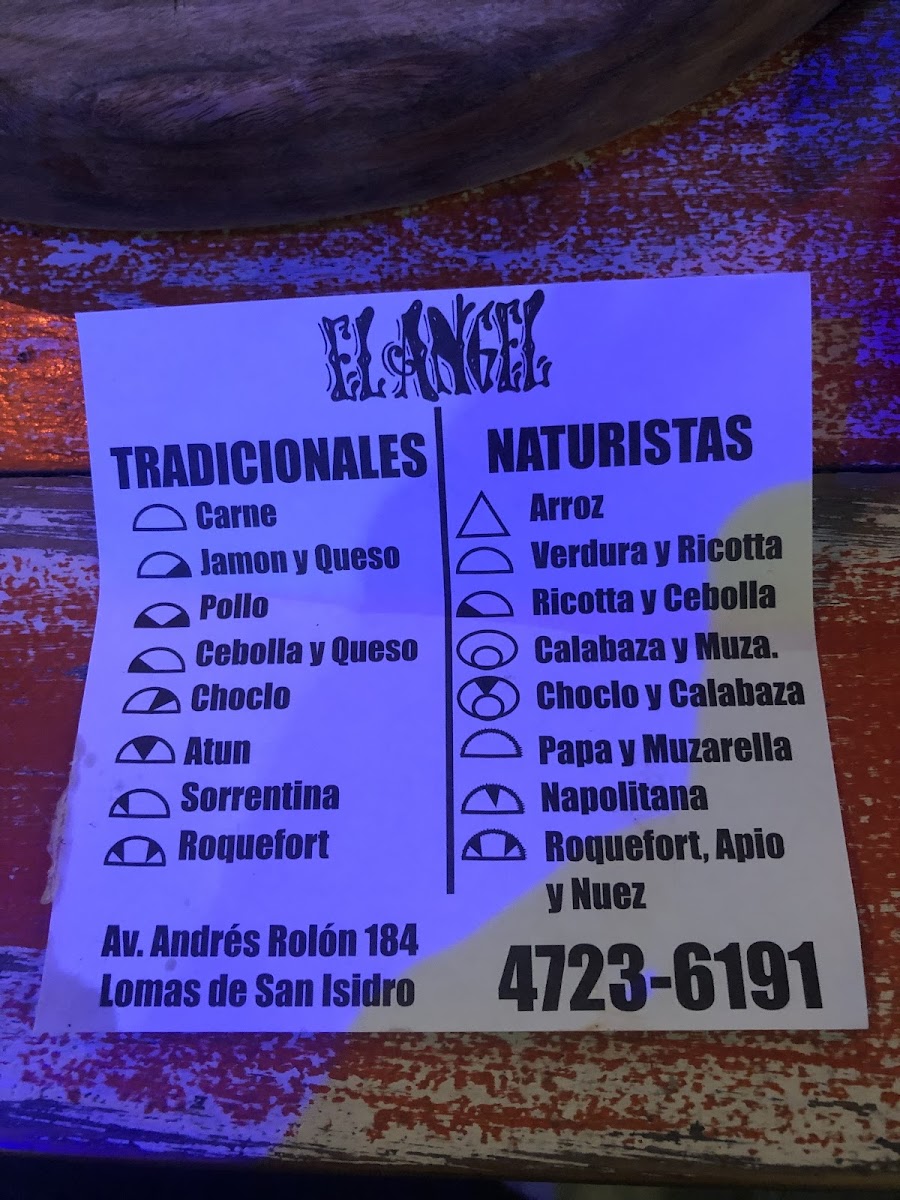 EL ANGEL
TRADICIONALES
Carne
Jamon y Queso
Pollo
Cebolla y Queso
Choclo
Atun
Sorrentina
Roquefort
NATURISTAS
Arroz
Verdura y Ricotta
Ricotta y Cebolla
Calabaza y Muza.
Choclo y Calabaza
Papa y Muzarella
Napolitana
Roquefort, Apio
y Nuez
Av. Andrés Rolón 184
Lomas de San Isidro
4723-6191